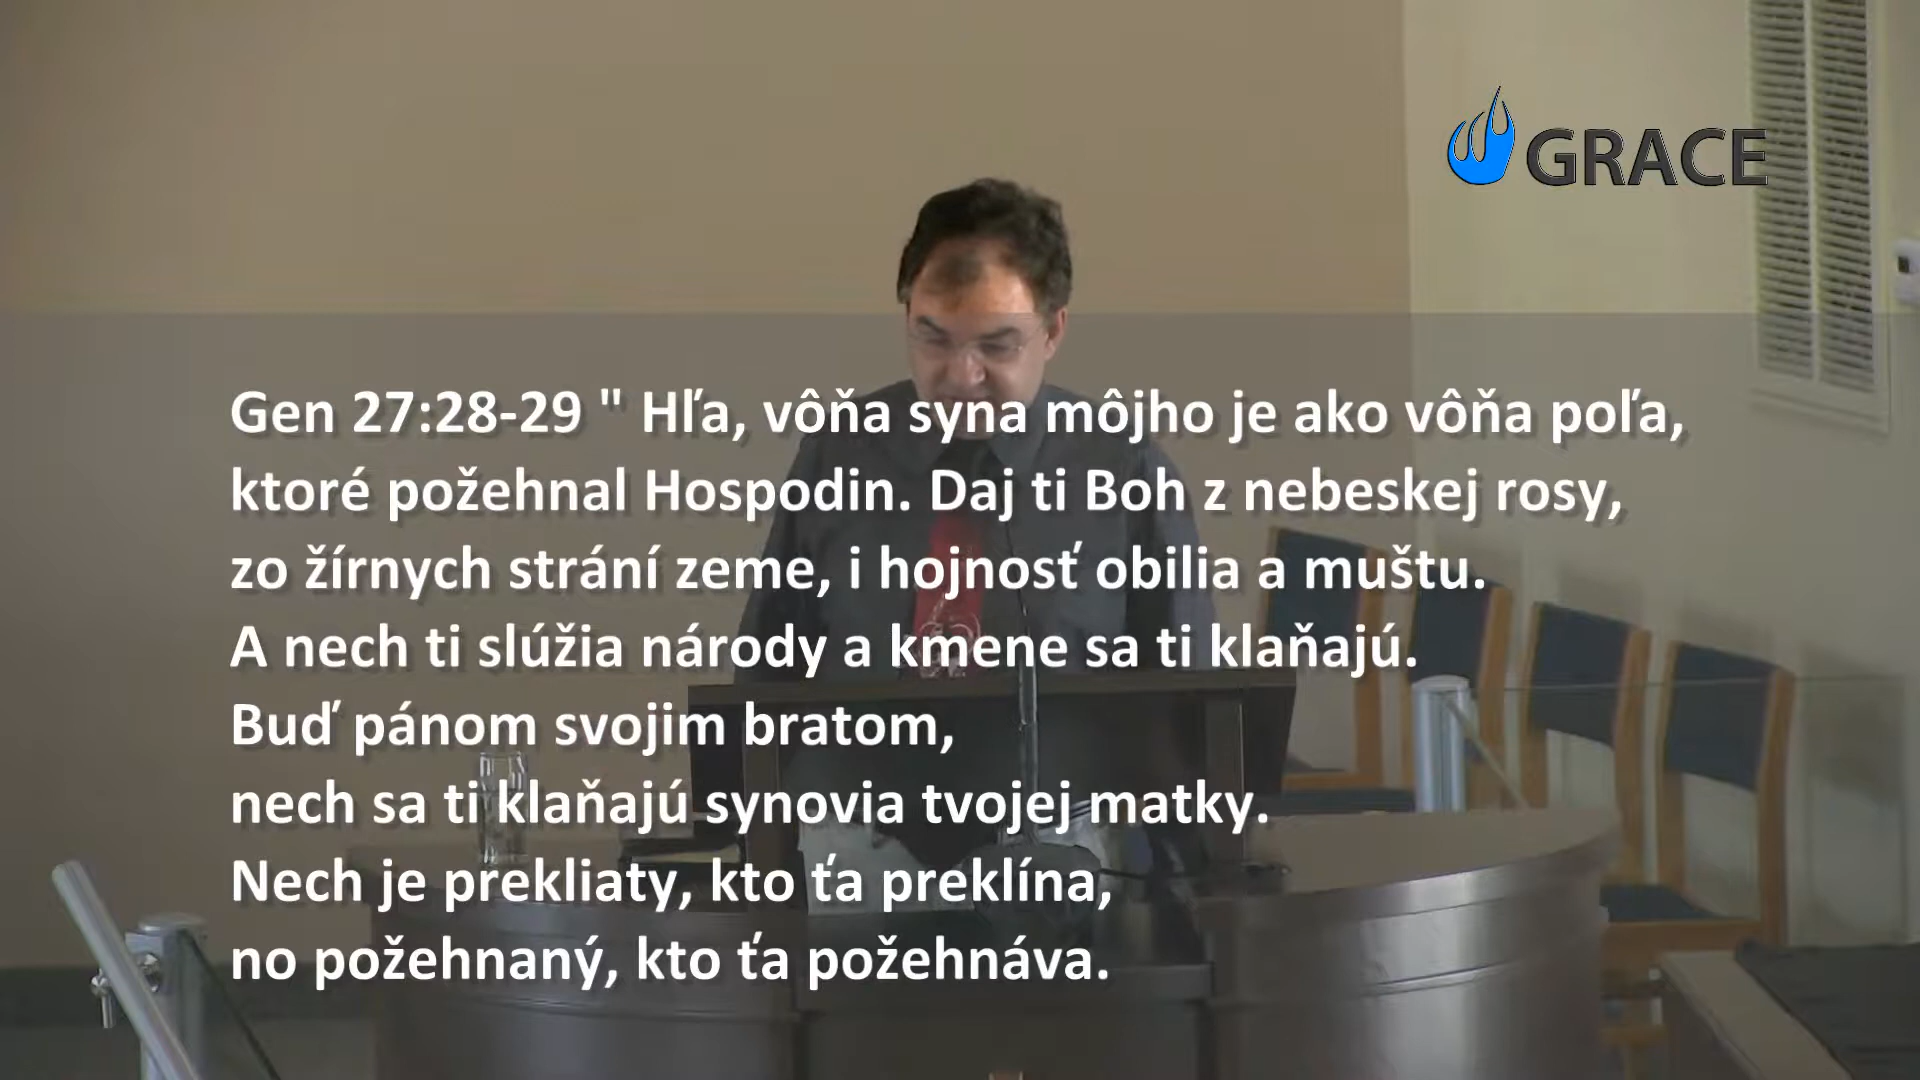 GRACE
Gen 27:28-29 " Hľa, vôňa syna môjho je ako vôňa poľa,
ktoré požehnal Hospodin. Daj ti Boh z nebeskej rosy,
zo žírnych strání zeme, i hojnosť obilia a muštu.
A nech ti slúžia národy a kmene sa ti klaňajú.
Buď pánom svojim bratom,
nech sa ti klaňajú synovia tvojej matky.
Nech je prekliaty, kto ťa preklína,
no požehnaný, kto ťa požehnáva.